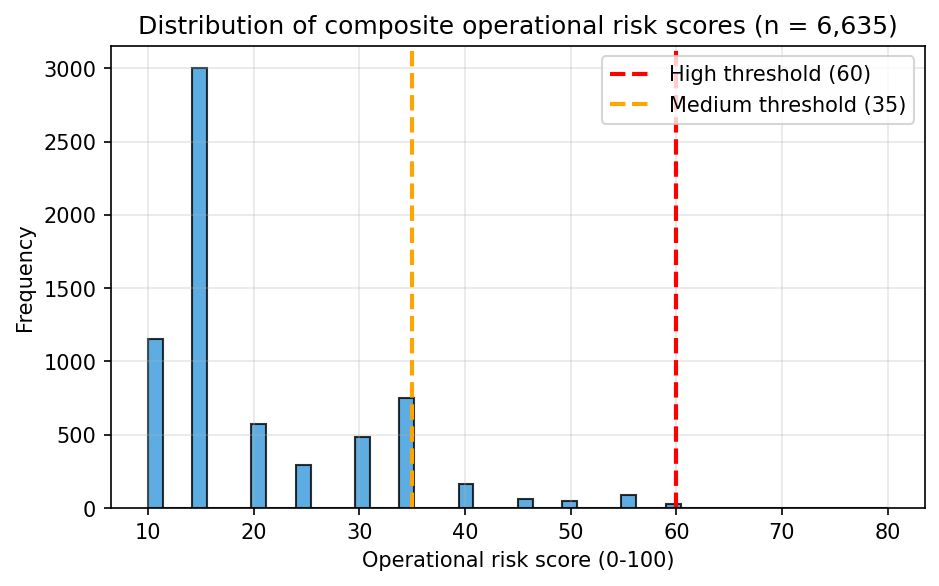 Distribution of composite operational risk scores (n = 6,635)
High threshold (60)
Medium threshold (35)
3000
2500
2000
1500
1000
500
0
Frequency
10 20 30 40 50 60 70 80
Operational risk score (0-100)